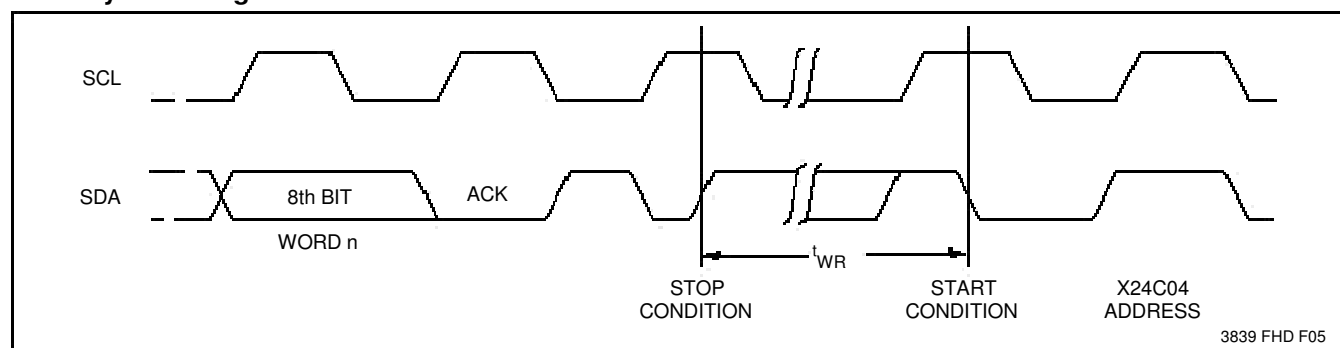 SCL
SDA
8th BIT
ACK
WORD n
tWR
STOP
CONDITION
START
CONDITION
X24C04
ADDRESS
3839 FHD F05